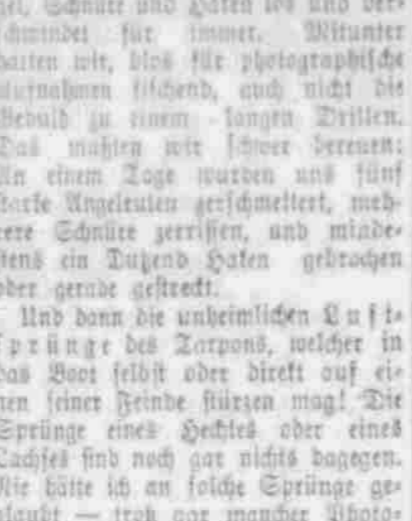 Schnüre und Haken los und ver-
schwindet für immer. Mitunter
hatten wir, blos für photographische
Aufnahmen fischend, auch nicht die
Geduld zu einem langen Drillen.
Das mußten wir schwer bereuen:
An einem Tage wurden uns fünf
starke Angelruten zerschmettert, meh-
rere Schnüre zerrissen, und minde-
stens ein Dutzend Haken gebrochen
oder gerade gestreckt.
Und dann die unheimlichen Luft-
sprünge des Tarpons, welcher in
das Boot selbst oder direkt auf ei-
nen seiner Feinde stürzen mag! Die
Sprünge eines Hechtes oder eines
Lachses sind noch gar nichts dagegen.
Nie hätte ich an solche Sprünge ge-
glaubt — trotz gar mancher Photo-